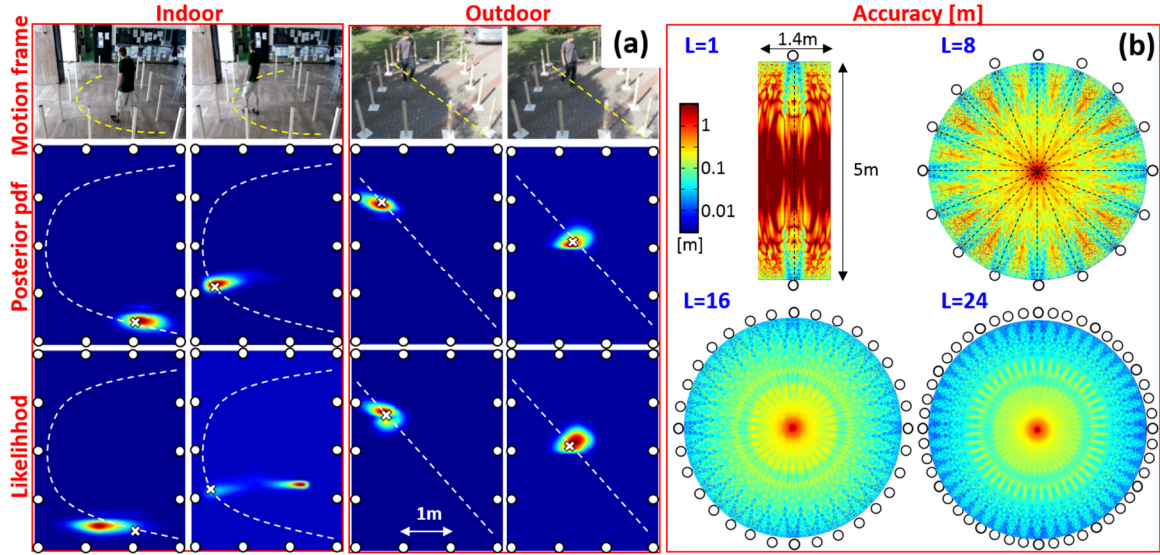 Indoor
Outdoor
Accuracy [m]
Motion frame
Posterior pdf
Likelihhod
(a)
1m
(b)
L=1
1.4m
5m
1
0.1
0.01
[m]
L=8
L=16
L=24